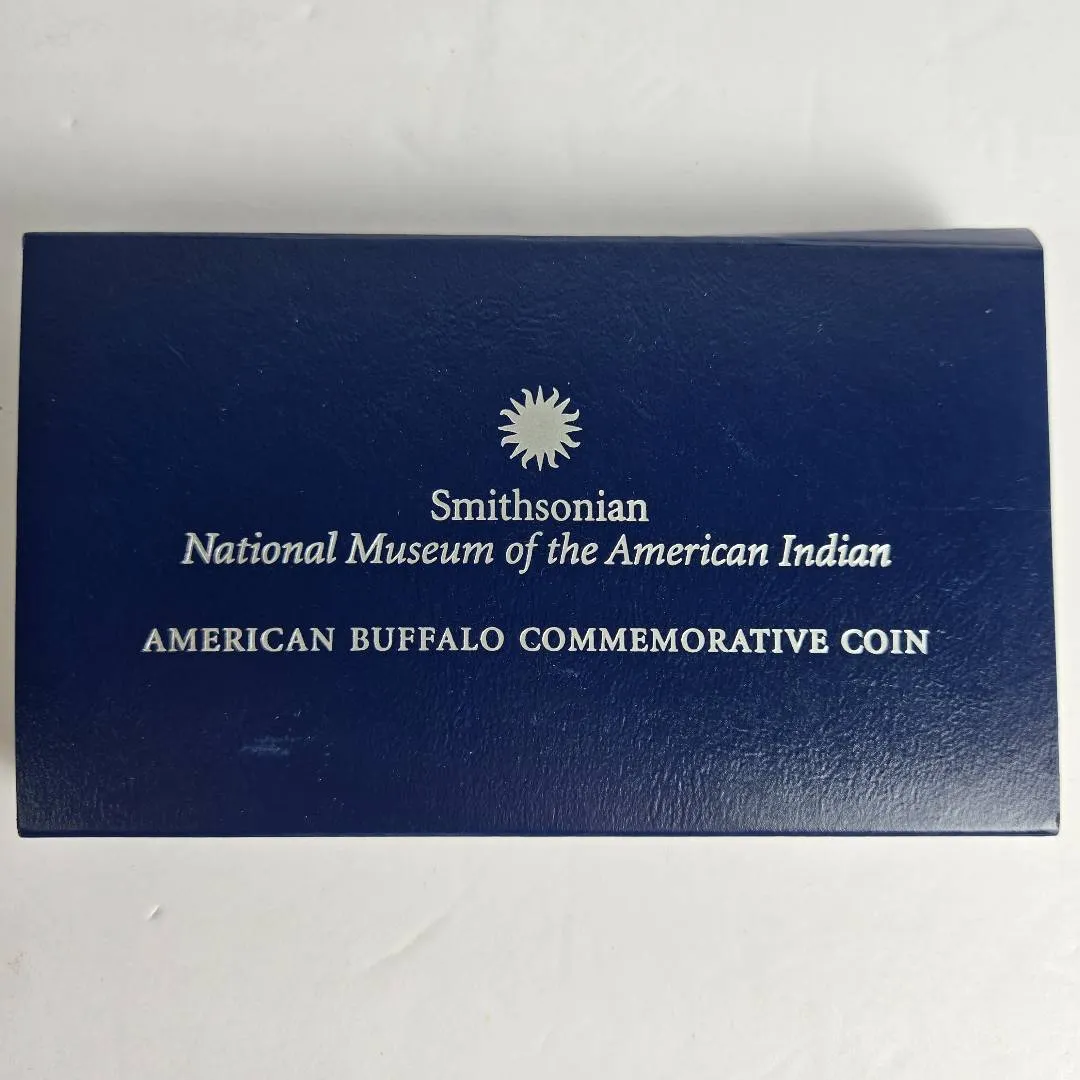 Smithsonian
National Museum of the American Indian
AMERICAN BUFFALO COMMEMORATIVE COIN